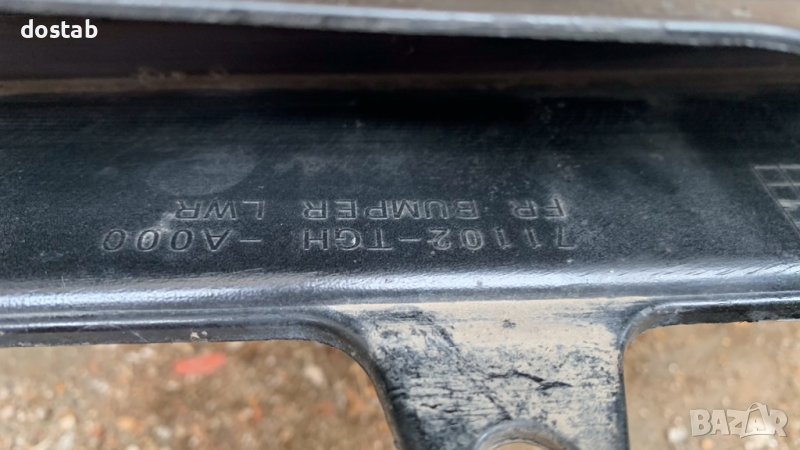 dostab
71102-TGH -A000
FR BUMPER LWR
BAZAR